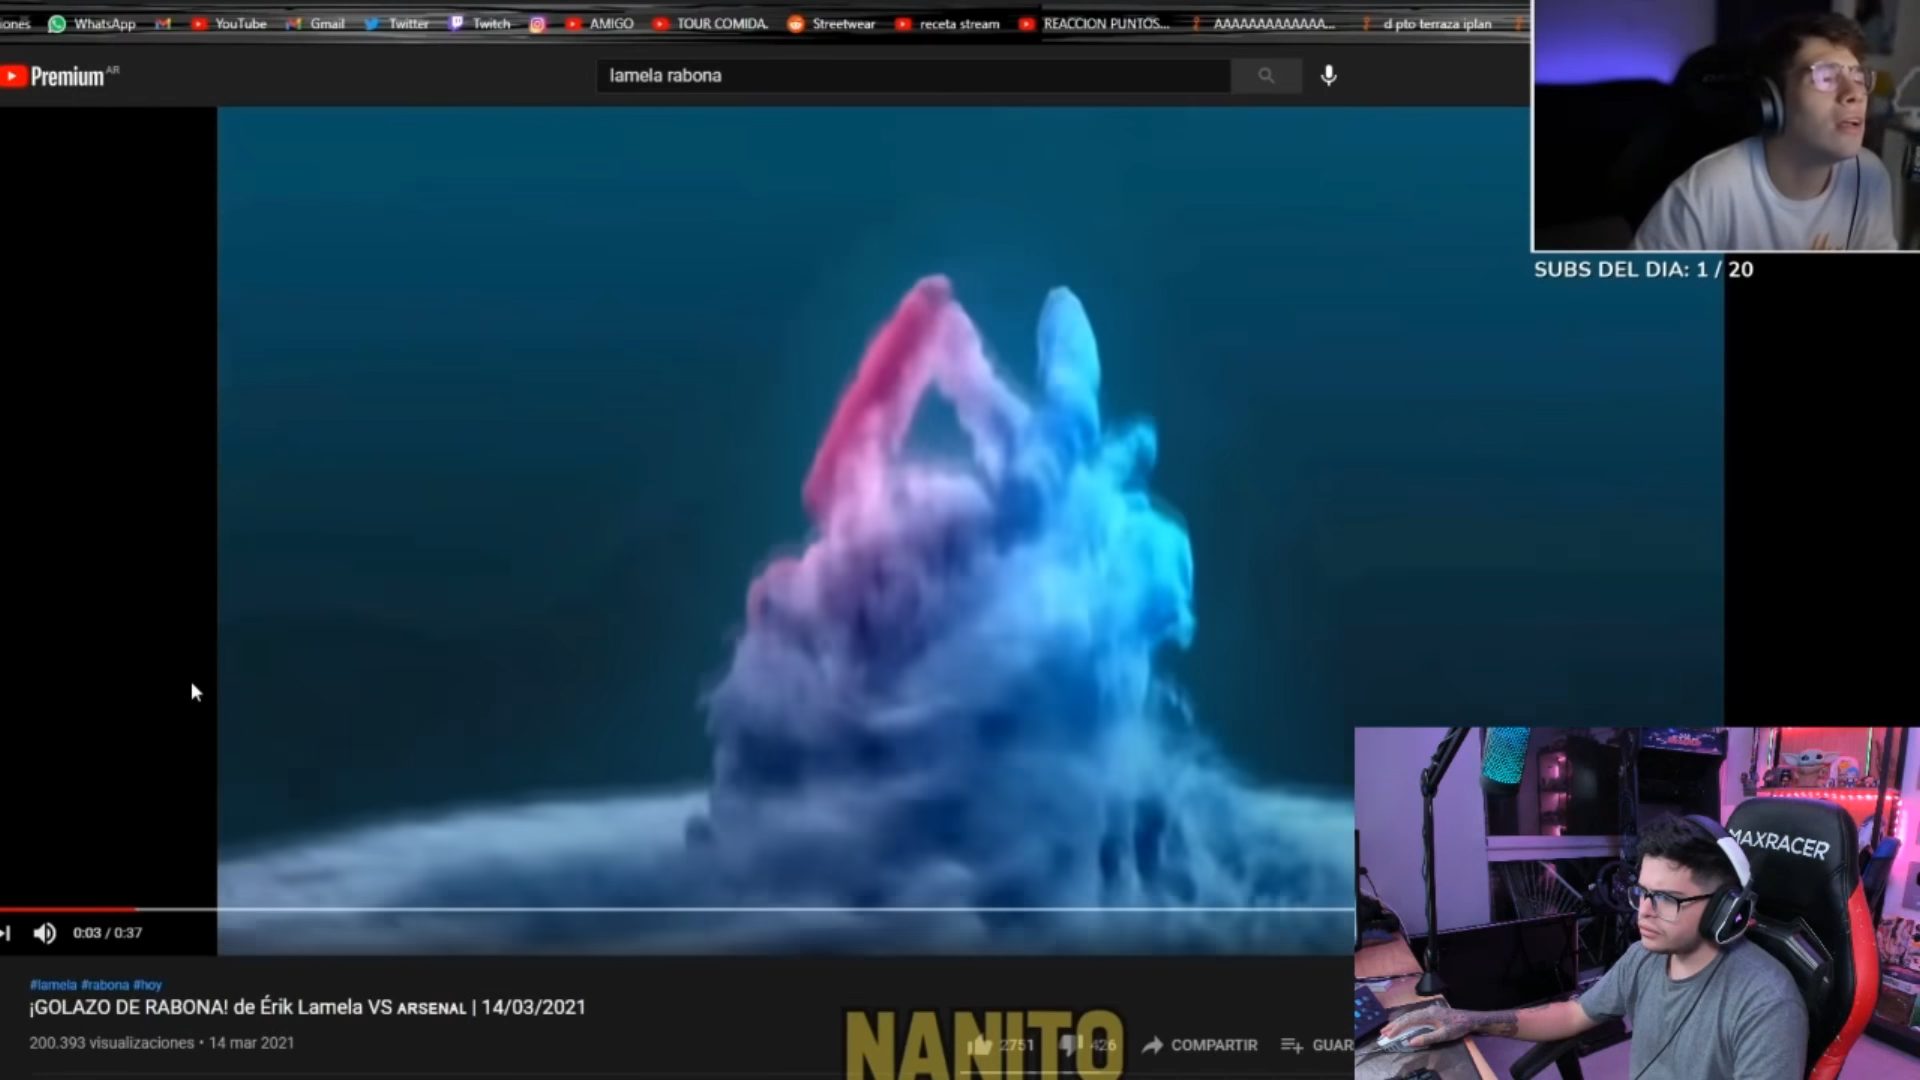 iones WhatsApp YouTube Gmail Twitter Twitch AMIGO TOUR COMIDA. Streetwear receta stream REACCION PUNTOS... AAAAAAAAAAAAA... d pto terraza iplan
Premium AR
lamela rabona
SUBS DEL DIA: 1 / 20
MAXRACER
0:03 / 0:37
#lamela #rabona #hoy
¡GOLAZO DE RABONA! de Érik Lamela VS ARSENAL | 14/03/2021
200.393 visualizaciones • 14 mar 2021
NANITO
2751 426 COMPARTIR GUAR